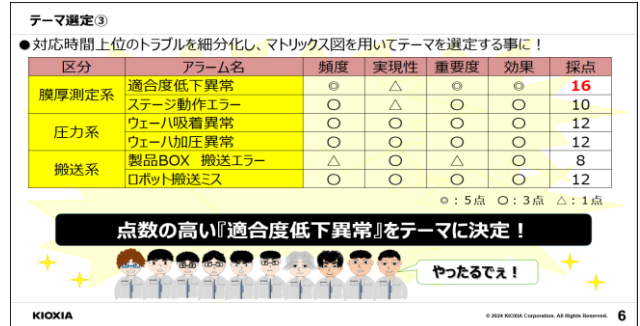 テーマ選定③
●対応時間上位のトラブルを細分化し、マトリックス図を用いてテーマを選定する事に！
区分 アラーム名 頻度 実現性 重要度 効果 採点
膜厚測定系 適合度低下異常 ◎ △ ◎ ◎ 16
ステージ動作エラー ○ △ ○ ○ 10
圧力系 ウェーハ吸着異常 ○ ○ ○ ○ 12
ウェーハ加圧異常 ○ ○ ○ ○ 12
搬送系 製品BOX 搬送エラー △ ○ △ ○ 8
ロボット搬送ミス ○ ○ ○ ○ 12
◎：5点 ○：3点 △：1点
点数の高い『適合度低下異常』をテーマに決定！
やったるでぇ！
KIOXIA
© 2024 KIOXIA Corporation. All Rights Reserved. 6